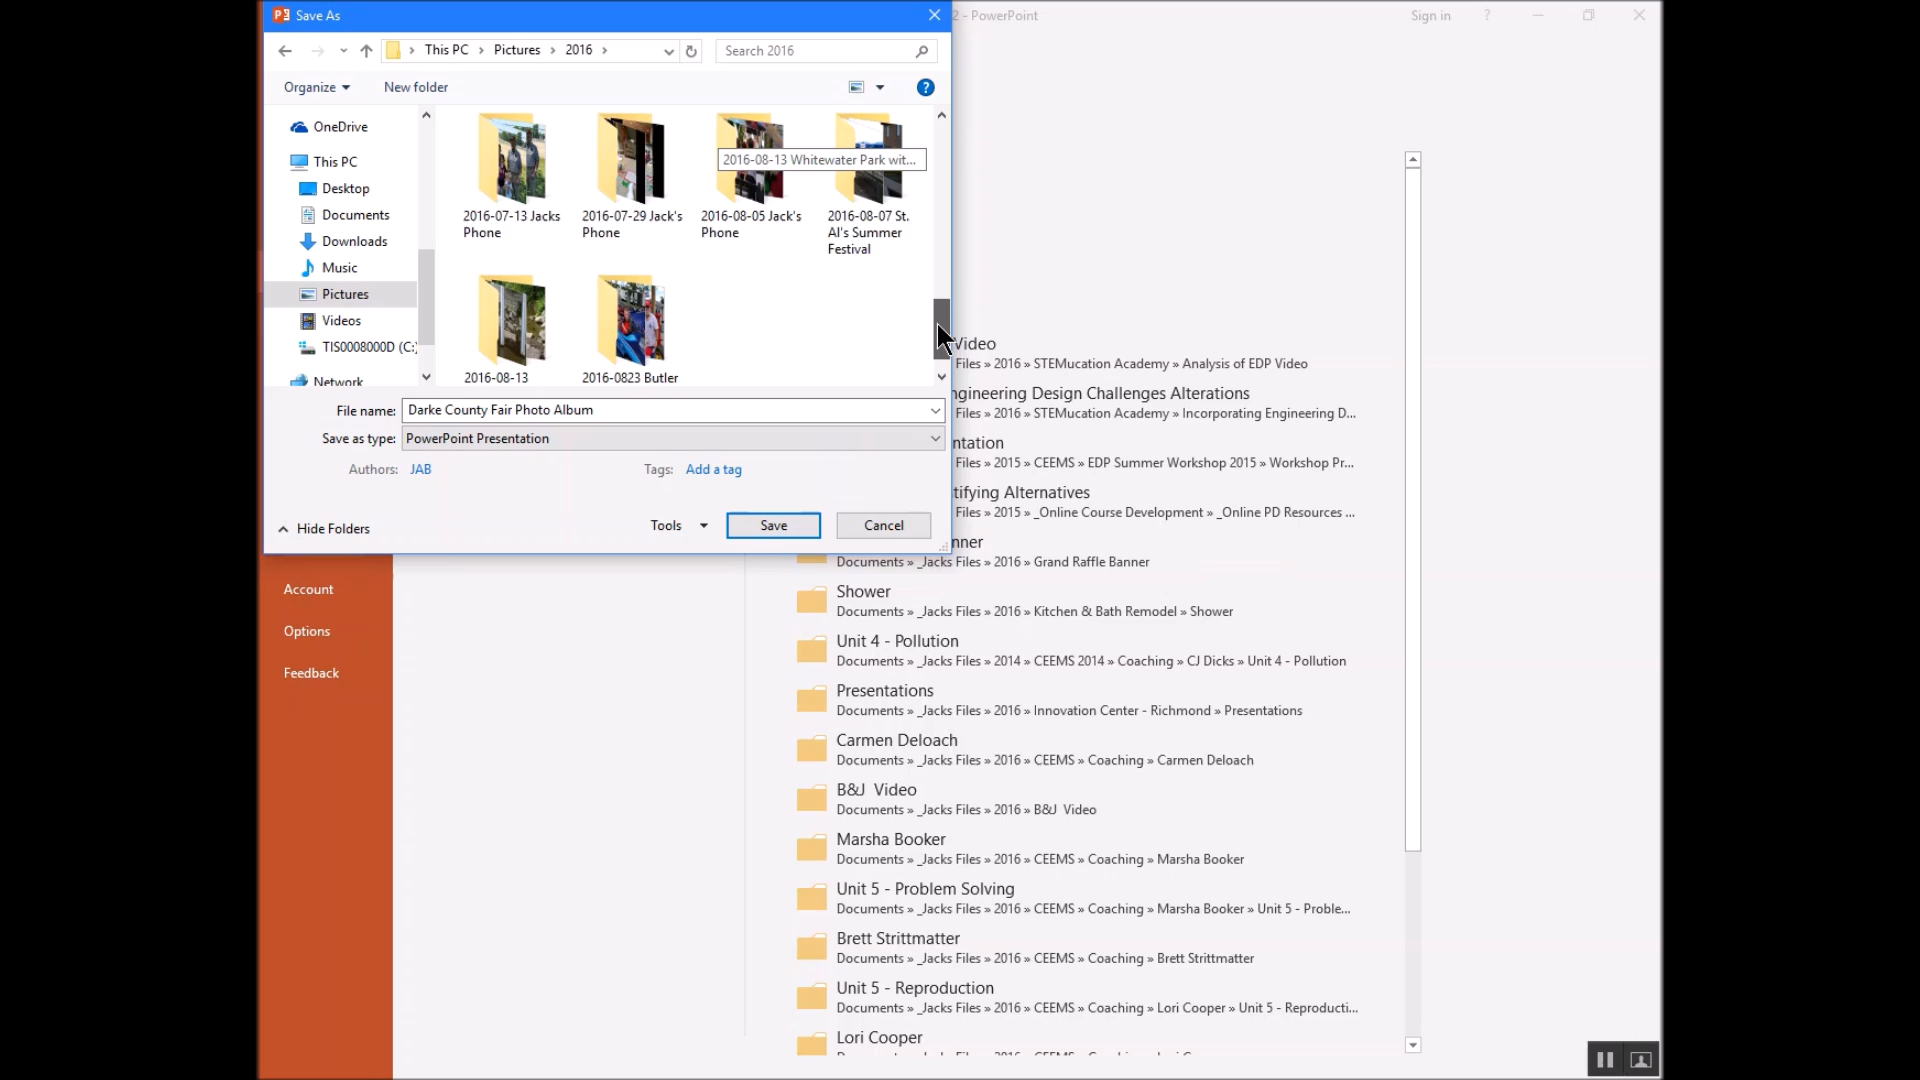 Save As
2 - PowerPoint
Sign in
?
This PC
Pictures
2016
Search 2016
Organize
New folder
?
OneDrive
This PC
Desktop
Documents
Downloads
Music
Pictures
Videos
TIS0008000D (C:)
Network
2016-08-13 Whitewater Park wit...
2016-07-13 Jacks
Phone
2016-07-29 Jack's
Phone
2016-08-05 Jack's
Phone
2016-08-07 St.
Al's Summer
Festival
2016-08-13
2016-0823 Butler
File name: Darke County Fair Photo Album
Save as type: PowerPoint Presentation
Authors: JAB
Tags: Add a tag
Hide Folders
Tools
Save
Cancel
Account
Options
Feedback
Video
Files » 2016 » STEMucation Academy » Analysis of EDP Video
ngineering Design Challenges Alterations
Files » 2016 » STEMucation Academy » Incorporating Engineering D...
ntation
Files » 2015 » CEEMS » EDP Summer Workshop 2015 » Workshop Pr...
tifying Alternatives
Files » 2015 » _Online Course Development » _Online PD Resources ...
nner
Documents » _Jacks Files » 2016 » Grand Raffle Banner
Shower
Documents » _Jacks Files » 2016 » Kitchen & Bath Remodel » Shower
Unit 4 - Pollution
Documents » _Jacks Files » 2014 » CEEMS 2014 » Coaching » CJ Dicks » Unit 4 - Pollution
Presentations
Documents » _Jacks Files » 2016 » Innovation Center - Richmond » Presentations
Carmen Deloach
Documents » _Jacks Files » 2016 » CEEMS » Coaching » Carmen Deloach
B&J  Video
Documents » _Jacks Files » 2016 » B&J  Video
Marsha Booker
Documents » _Jacks Files » 2016 » CEEMS » Coaching » Marsha Booker
Unit 5 - Problem Solving
Documents » _Jacks Files » 2016 » CEEMS » Coaching » Marsha Booker » Unit 5 - Proble...
Brett Strittmatter
Documents » _Jacks Files » 2016 » CEEMS » Coaching » Brett Strittmatter
Unit 5 - Reproduction
Documents » _Jacks Files » 2016 » CEEMS » Coaching » Lori Cooper » Unit 5 - Reproducti...
Lori Cooper